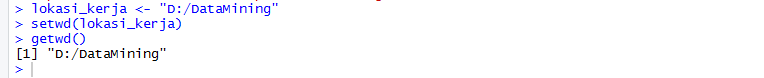 > lokasi_kerja <- "D:/DataMining"
> setwd(lokasi_kerja)
> getwd()
[1] "D:/DataMining"
>